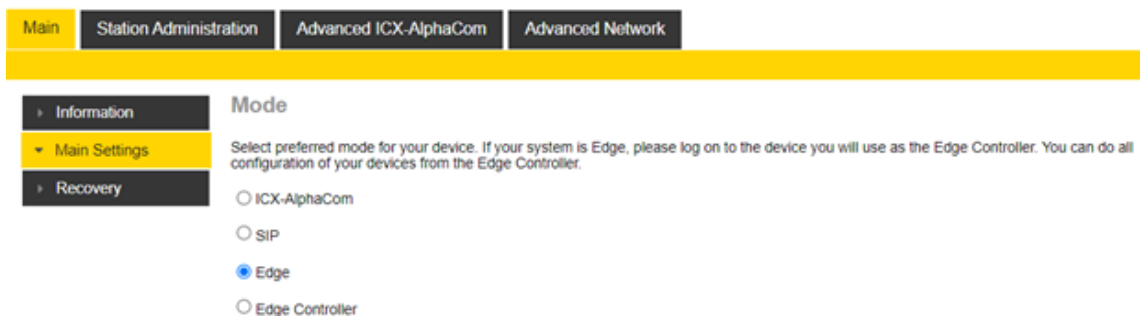 Main
Station Administration
Advanced ICX-AlphaCom
Advanced Network
Information
Main Settings
Recovery
Mode
Select preferred mode for your device. If your system is Edge, please log on to the device you will use as the Edge Controller. You can do all
configuration of your devices from the Edge Controller.
ICX-AlphaCom
SIP
Edge
Edge Controller